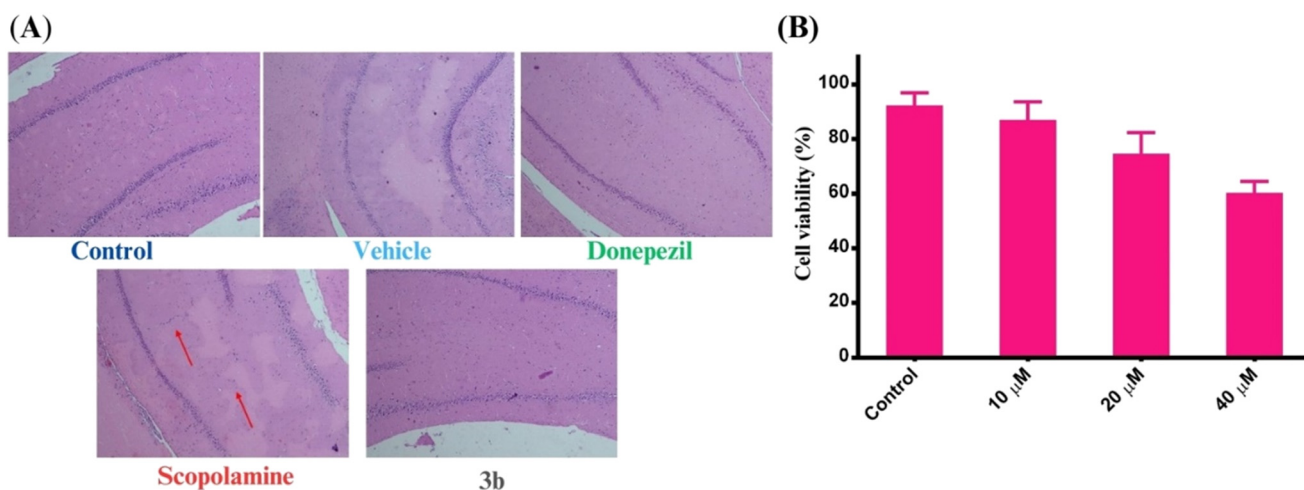 (A)
Control
Vehicle
Donepezil
Scopolamine
3b
(B)
Cell viability (%)
100
80
60
40
20
0
Control
10 µM
20 µM
40 µM